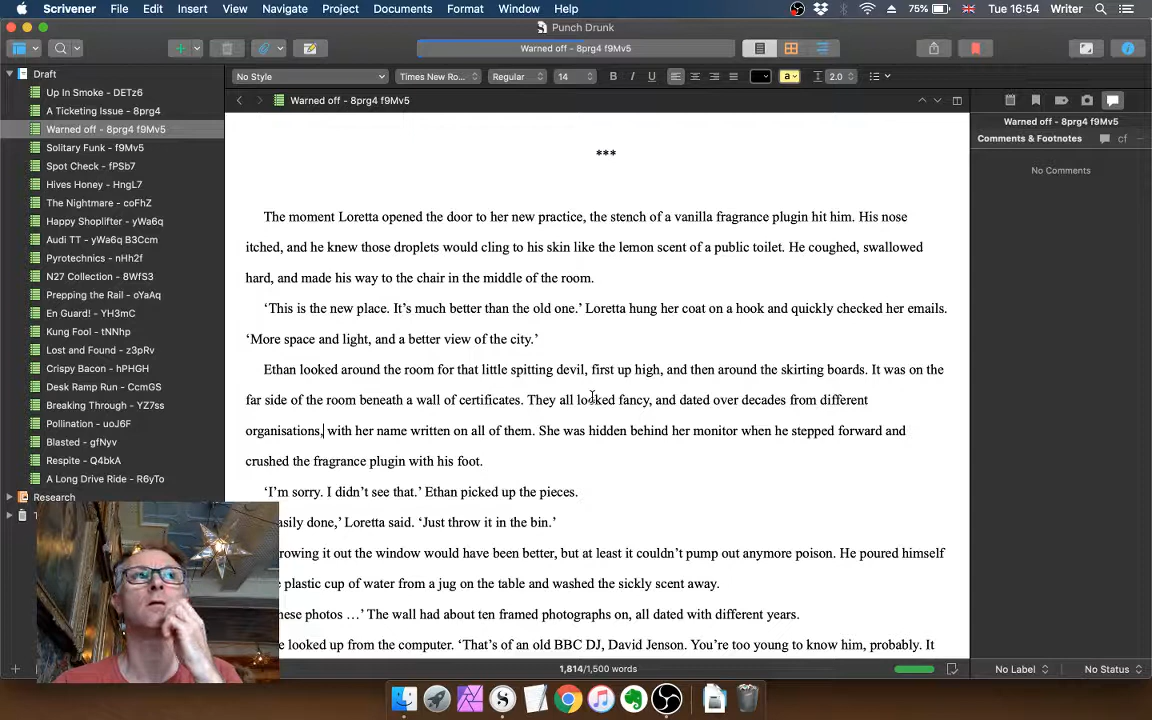 Scrivener File Edit Insert View Navigate Project Documents Format Window Help 75% Tue 16:54 Writer
Punch Drunk
Warned off - 8prg4 f9Mv5
No Style Times New Ro... Regular 14 B I U a 2.0
Warned off - 8prg4 f9Mv5
Warned off - 8prg4 f9Mv5
Comments & Footnotes cf
No Comments
Draft
Up In Smoke - DETz6
A Ticketing Issue - 8prg4
Warned off - 8prg4 f9Mv5
Solitary Funk - f9Mv5
Spot Check - fPSb7
Hives Honey - HngL7
The Nightmare - coFhZ
Happy Shoplifter - yWa6q
Audi TT - yWa6q B3Ccm
Pyrotechnics - nHh2f
N27 Collection - 8WfS3
Prepping the Rail - oYaAq
En Guard! - YH3mC
Kung Fool - tNNhp
Lost and Found - z3pRv
Crispy Bacon - hPHGH
Desk Ramp Run - CcmGS
Breaking Through - YZ7ss
Pollination - uoJ6F
Blasted - gfNyv
Respite - Q4bkA
A Long Drive Ride - R6yTo
Research
***
The moment Loretta opened the door to her new practice, the stench of a vanilla fragrance plugin hit him. His nose
itched, and he knew those droplets would cling to his skin like the lemon scent of a public toilet. He coughed, swallowed
hard, and made his way to the chair in the middle of the room.
‘This is the new place. It’s much better than the old one.’ Loretta hung her coat on a hook and quickly checked her emails.
‘More space and light, and a better view of the city.’
Ethan looked around the room for that little spitting devil, first up high, and then around the skirting boards. It was on the
far side of the room beneath a wall of certificates. They all looked fancy, and dated over decades from different
organisations, with her name written on all of them. She was hidden behind her monitor when he stepped forward and
crushed the fragrance plugin with his foot.
‘I’m sorry. I didn’t see that.’ Ethan picked up the pieces.
asily done,’ Loretta said. ‘Just throw it in the bin.’
rowing it out the window would have been better, but at least it couldn’t pump out anymore poison. He poured himself
plastic cup of water from a jug on the table and washed the sickly scent away.
hese photos …’ The wall had about ten framed photographs on, all dated with different years.
looked up from the computer. ‘That’s of an old BBC DJ, David Jenson. You’re too young to know him, probably. It
1,814/1,500 words
No Label No Status